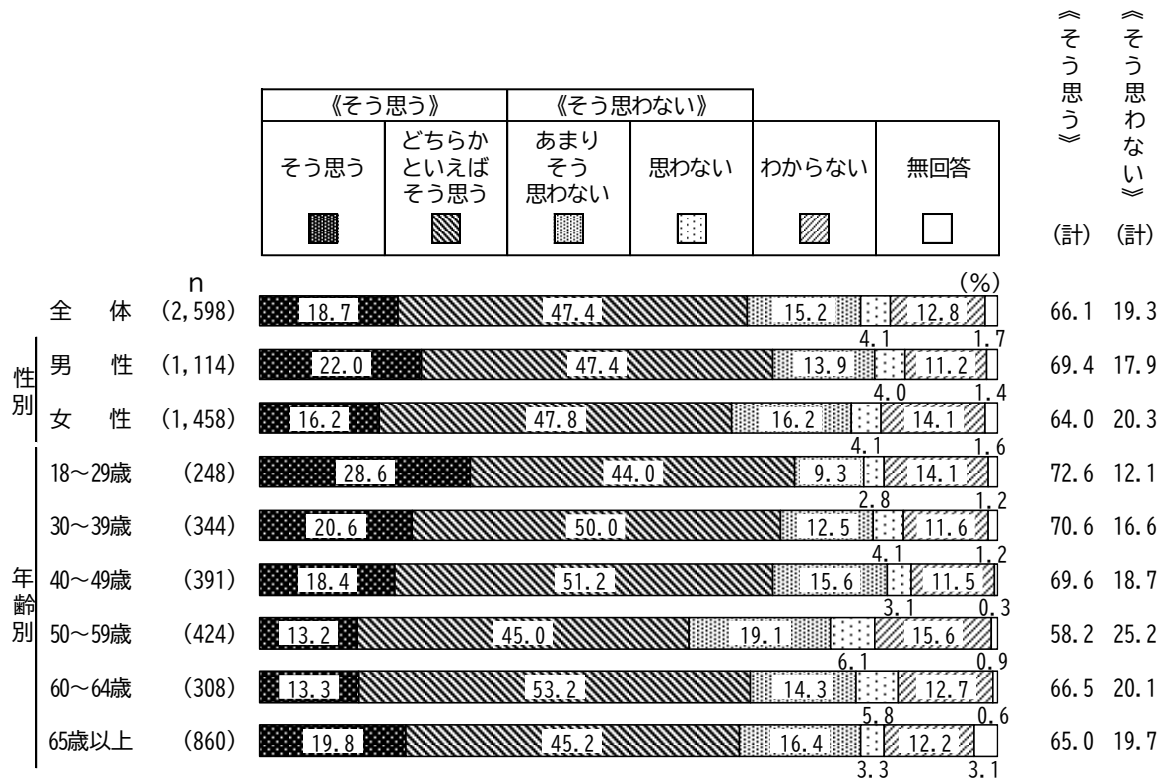 《そう思う》
《そう思わない》
《そう思う》 《そう思わない》
そう思う
どちらか
といえば
そう思う
あまり
そう
思わない
思わない
わからない
無回答
(計) (計)
n
(%)
全 体 (2,598) 18.7 47.4 15.2 12.8 66.1 19.3
4.1 1.7
性別
男 性 (1,114) 22.0 47.4 13.9 11.2 69.4 17.9
4.0 1.4
女 性 (1,458) 16.2 47.8 16.2 14.1 64.0 20.3
4.1 1.6
年齢別
18～29歳 (248) 28.6 44.0 9.3 14.1 72.6 12.1
2.8 1.2
30～39歳 (344) 20.6 50.0 12.5 11.6 70.6 16.6
4.1 1.2
40～49歳 (391) 18.4 51.2 15.6 11.5 69.6 18.7
3.1 0.3
50～59歳 (424) 13.2 45.0 19.1 15.6 58.2 25.2
6.1 0.9
60～64歳 (308) 13.3 53.2 14.3 12.7 66.5 20.1
5.8 0.6
65歳以上 (860) 19.8 45.2 16.4 12.2 65.0 19.7
3.3 3.1